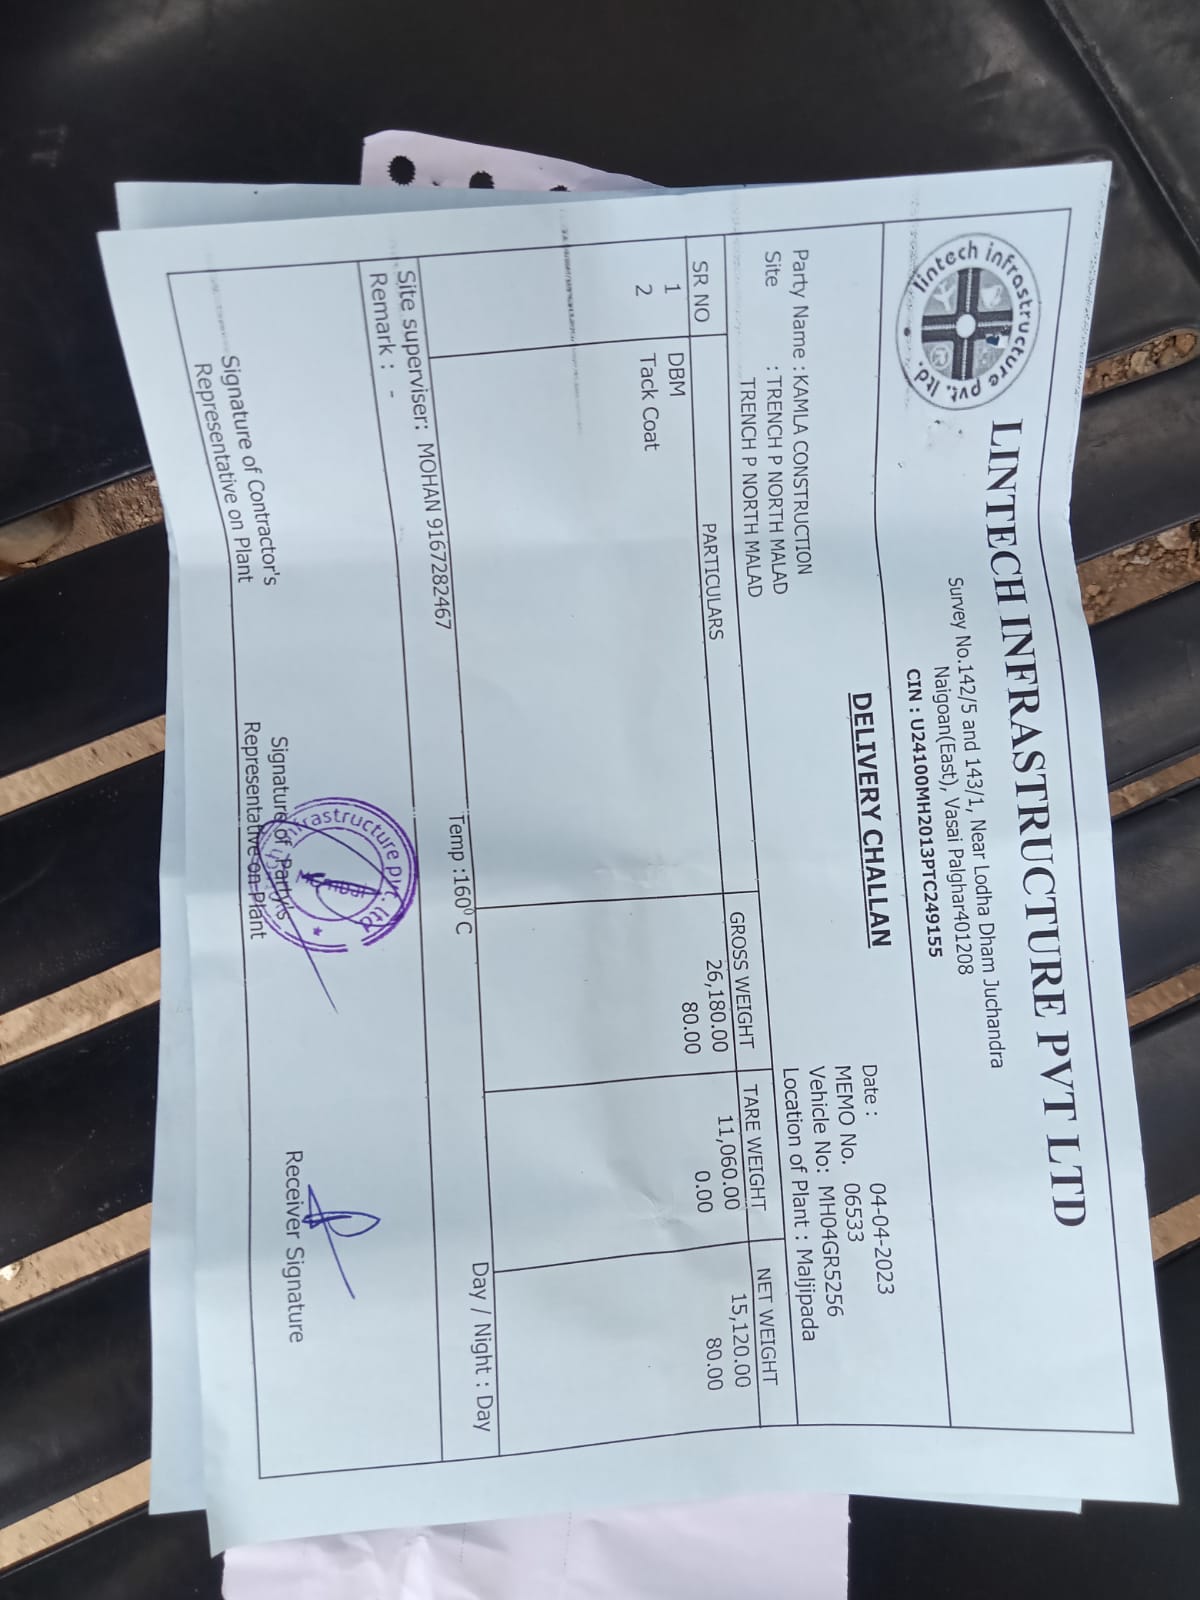 lintech infrastructure pvt. ltd.
LINTECH INFRASTRUCTURE PVT LTD
Survey No.142/5 and 143/1, Near Lodha Dham Juchandra
Naigoan(East), Vasai Palghar401208
CIN : U24100MH2013PTC249155
DELIVERY CHALLAN
Date : 04-04-2023
MEMO No. 06533
Vehicle No: MH04GR5256
Location of Plant : Maljipada
Party Name : KAMLA CONSTRUCTION
Site : TRENCH P NORTH MALAD
TRENCH P NORTH MALAD
SR NO PARTICULARS GROSS WEIGHT TARE WEIGHT NET WEIGHT
1 DBM 26,180.00 11,060.00 15,120.00
2 Tack Coat 80.00 0.00 80.00
Temp :160⁰C Day / Night : Day
Site superviser: MOHAN 9167282467
Remark : -
Signature of Contractor's
Representative on Plant
Signature of Party's
Representative on Plant
Receiver Signature
infrastructure pvt. ltd
Mumbai